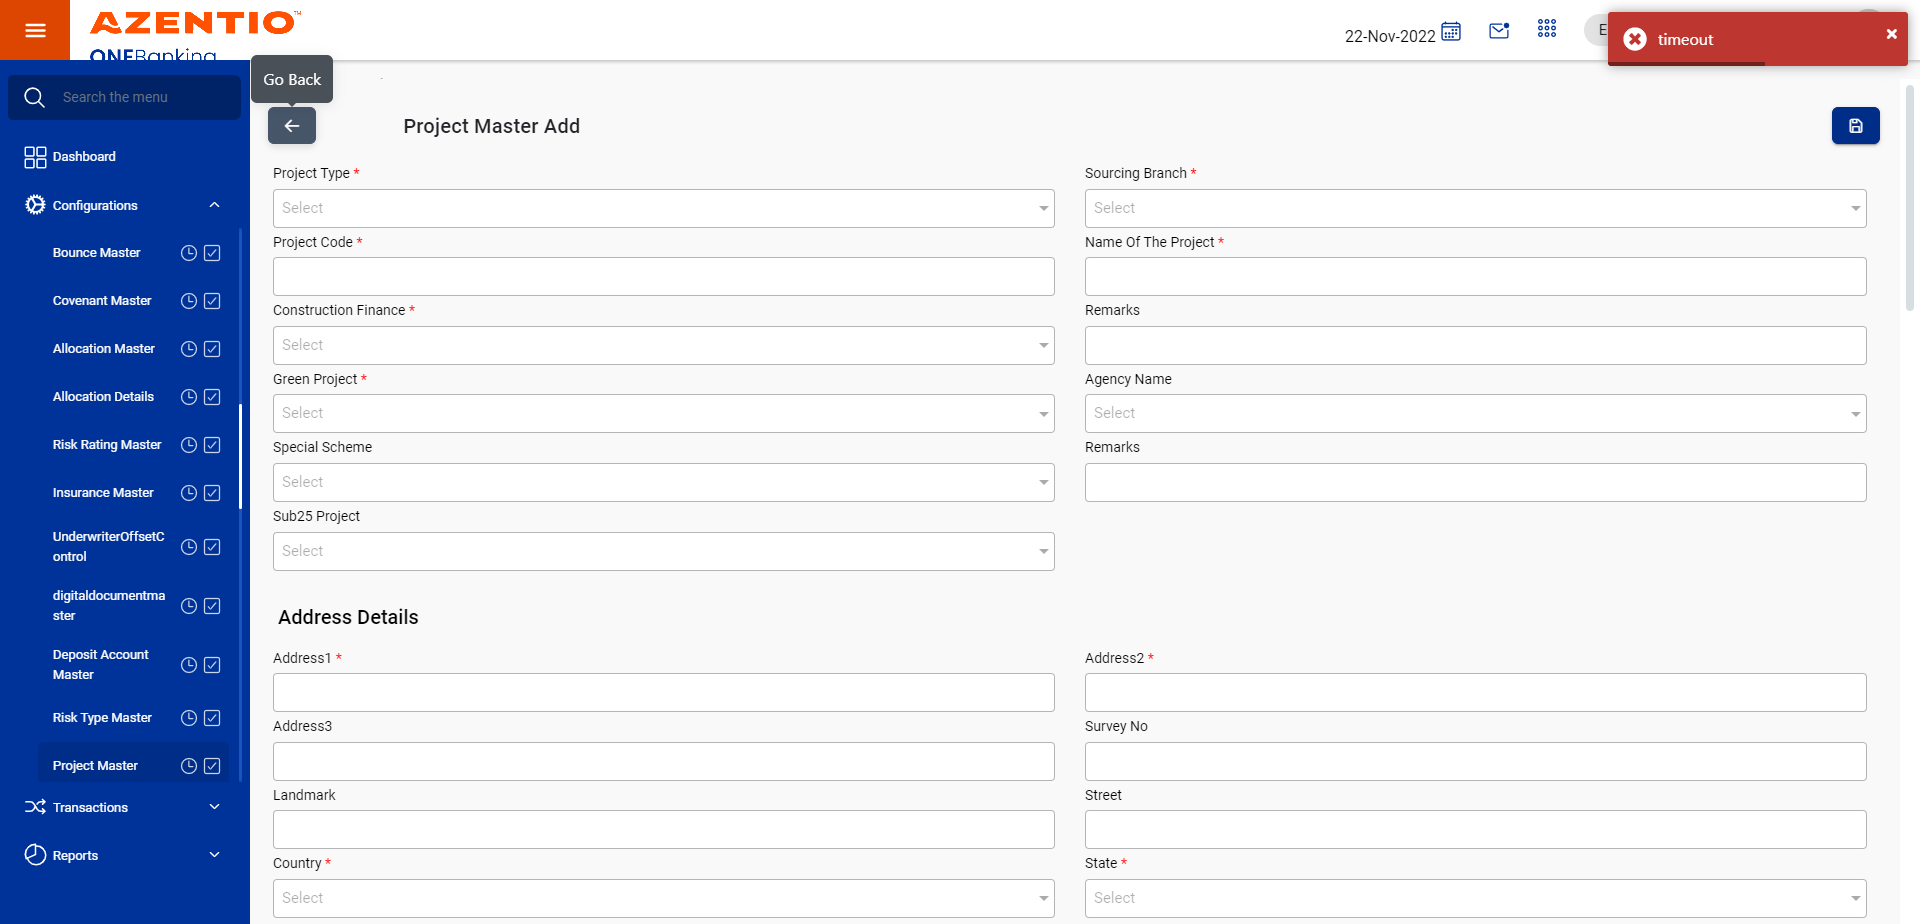 AZENTIO™
ONEBanking
22-Nov-2022
E
timeout
Go Back
Search the menu
Dashboard
Configurations
Bounce Master
Covenant Master
Allocation Master
Allocation Details
Risk Rating Master
Insurance Master
UnderwriterOffsetC
ontrol
digitaldocumentma
ster
Deposit Account
Master
Risk Type Master
Project Master
Transactions
Reports
Project Master Add
Project Type *
Sourcing Branch *
Select
Select
Project Code *
Name Of The Project *
Construction Finance *
Remarks
Select
Green Project *
Agency Name
Select
Select
Special Scheme
Remarks
Select
Sub25 Project
Select
Address Details
Address1 *
Address2 *
Address3
Survey No
Landmark
Street
Country *
State *
Select
Select